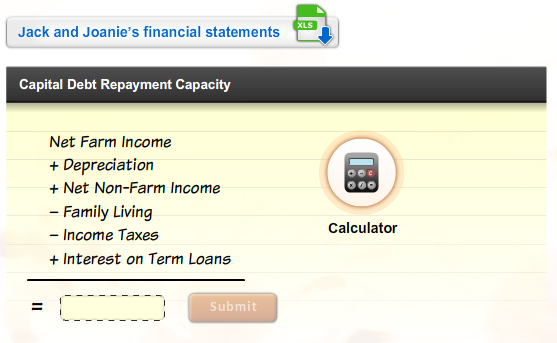 Jack and Joanie's financial statements
XLS
Capital Debt Repayment Capacity
Net Farm Income
+ Depreciation
+ Net Non-Farm Income
– Family Living
– Income Taxes
+ Interest on Term Loans
Calculator
= Submit